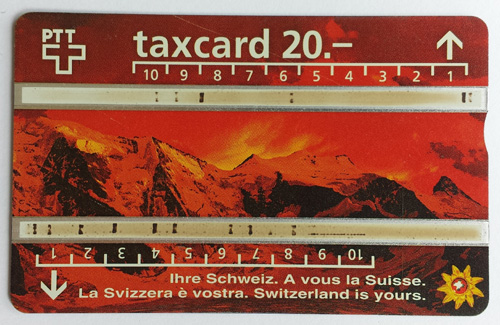 PTT
taxcard 20.–
10 9 8 7 6 5 4 3 2 1
1 2 3 4 5 6 7 8 9 10
Ihre Schweiz. A vous la Suisse.
La Svizzera è vostra. Switzerland is yours.